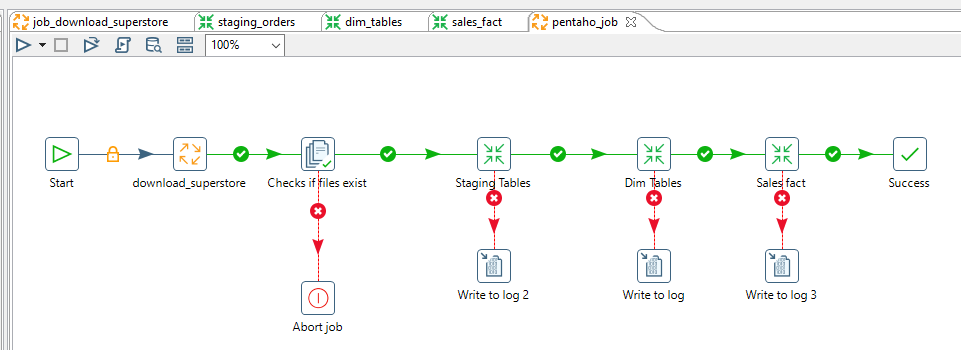 job_download_superstore
staging_orders
dim_tables
sales_fact
pentaho_job
100%
Start
download_superstore
Checks if files exist
Staging Tables
Dim Tables
Sales fact
Success
Write to log 2
Write to log
Write to log 3
Abort job